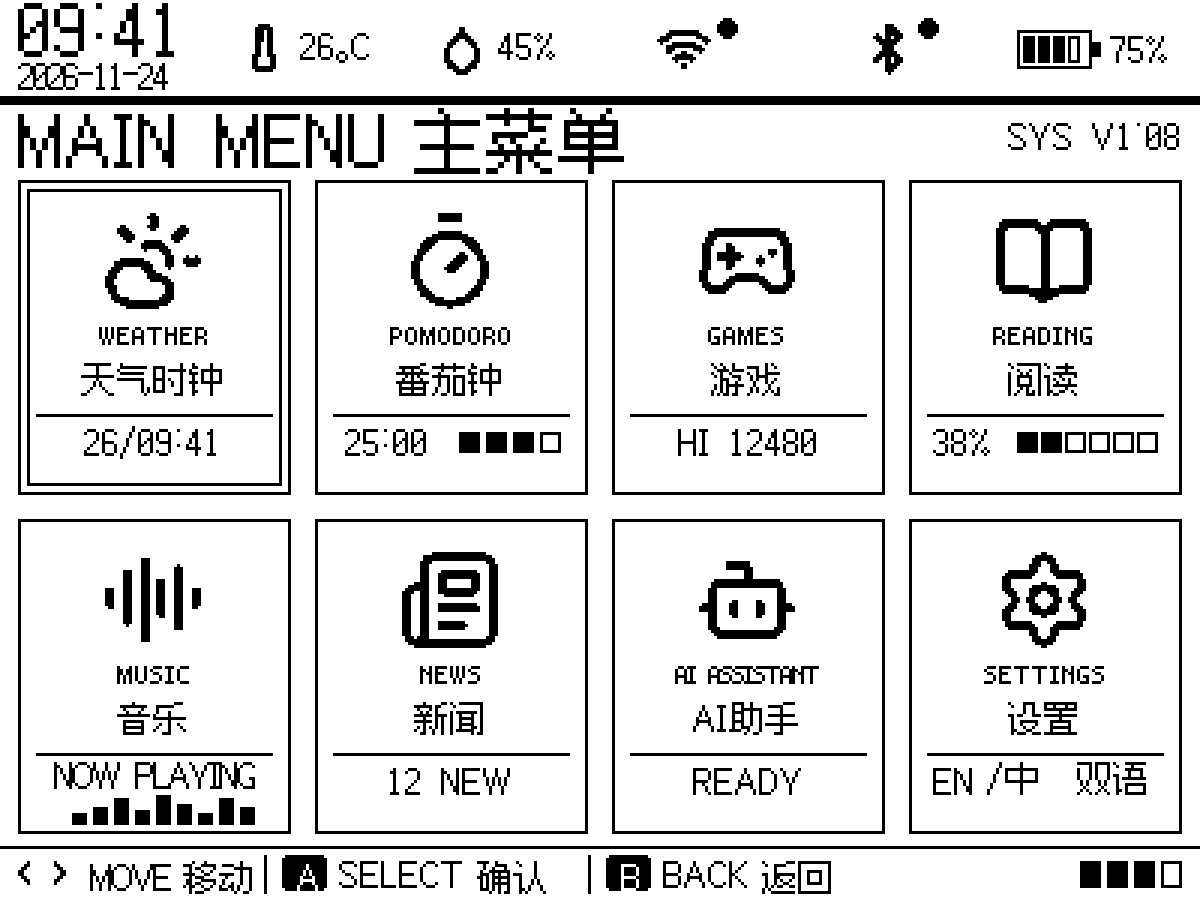 09:41
2026-11-24
26°C
45%
75%
MAIN MENU 主菜单
SYS V1'08
WEATHER
天气时钟
26/09:41
POMODORO
番茄钟
25:00
GAMES
游戏
HI 12480
READING
阅读
38%
MUSIC
音乐
NOW PLAYING
NEWS
新闻
12 NEW
AI ASSISTANT
AI助手
READY
SETTINGS
设置
EN /中 双语
< > MOVE 移动
A SELECT 确认
B BACK 返回